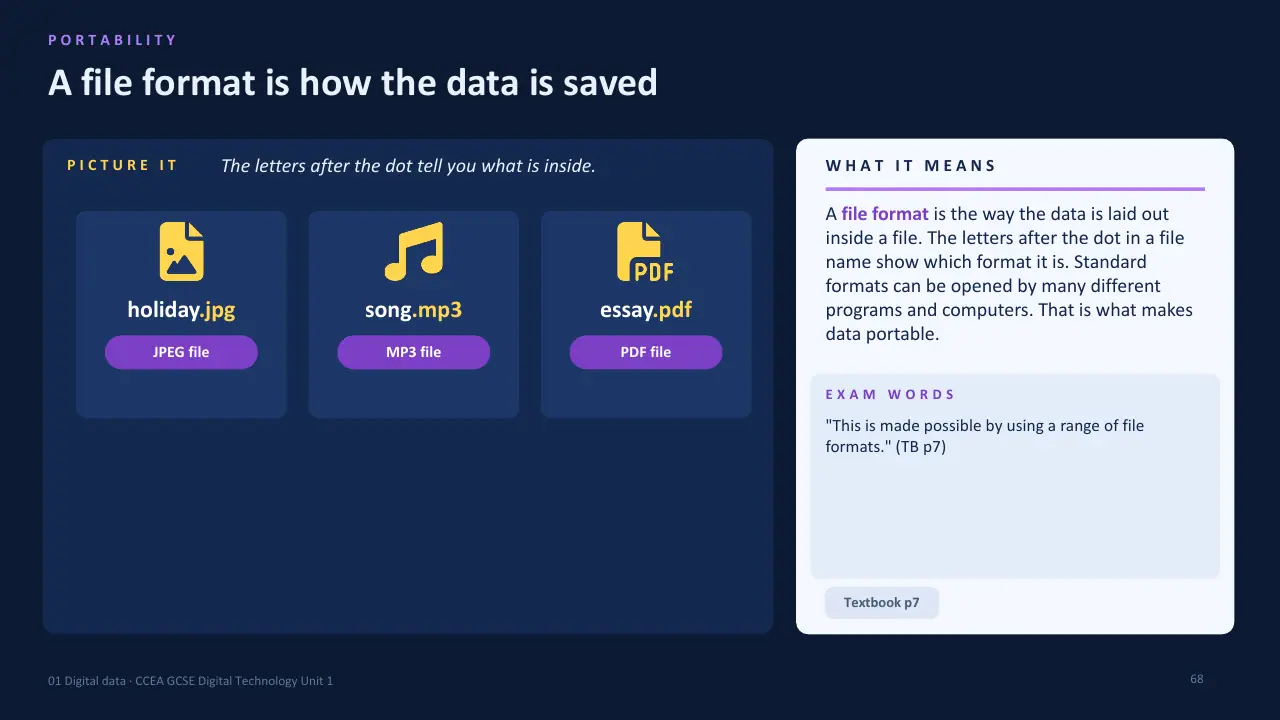 PORTABILITY
A file format is how the data is saved
PICTURE IT
The letters after the dot tell you what is inside.
PDF
holiday.jpg
song.mp3
essay.pdf
JPEG file
MP3 file
PDF file
WHAT IT MEANS
A file format is the way the data is laid out
inside a file. The letters after the dot in a file
name show which format it is. Standard
formats can be opened by many different
programs and computers. That is what makes
data portable.
EXAM WORDS
"This is made possible by using a range of file
formats." (TB p7)
Textbook p7
01 Digital data · CCEA GCSE Digital Technology Unit 1
68